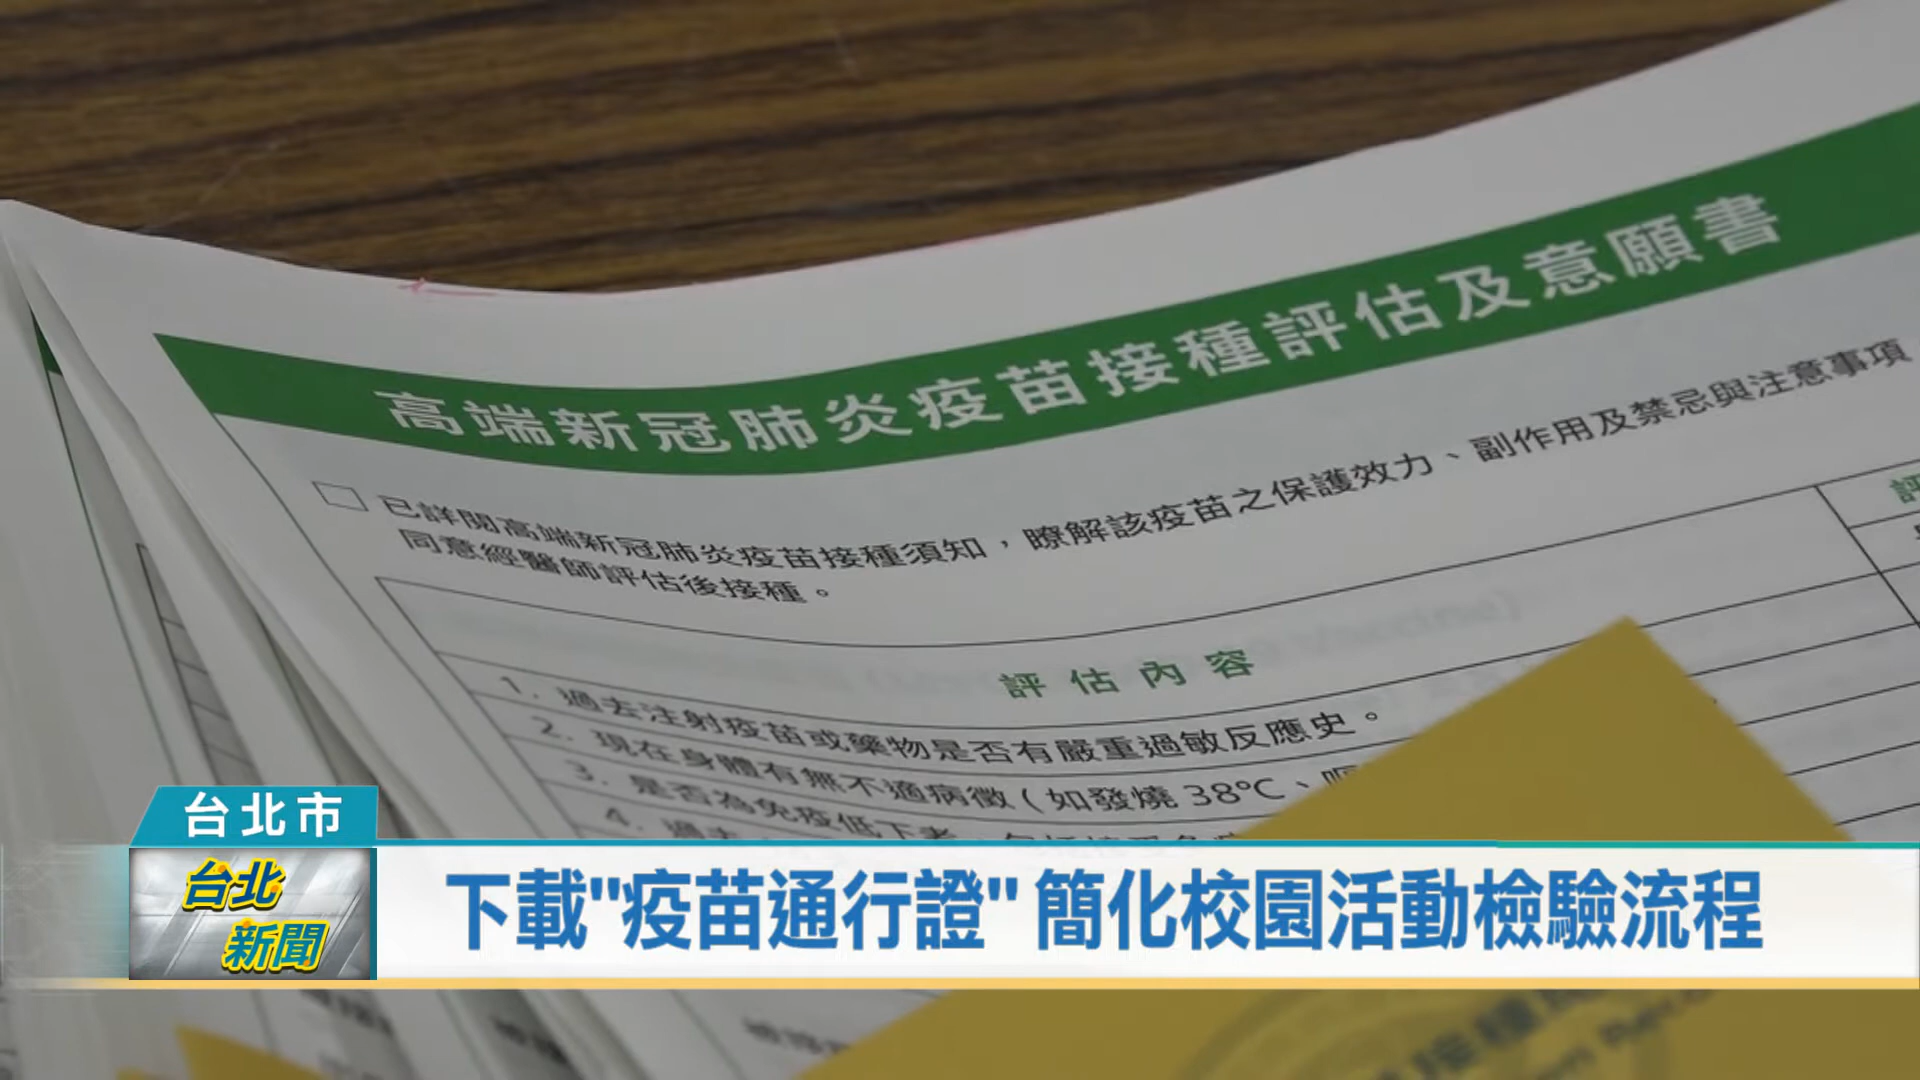 高端新冠肺炎疫苗接種評估及意願書
已詳閱高端新冠肺炎疫苗接種須知，瞭解該疫苗之保護效力、副作用及禁忌與注意事項
同意經醫師評估後接種。
評估內容
1. 過去注射疫苗或藥物是否有嚴重過敏反應史。
2. 現在身體有無不適病徵(如發燒 38°C、
3. 是否為免疫低下者
4. 過去
台北市
台北
新聞
下載"疫苗通行證" 簡化校園活動檢驗流程